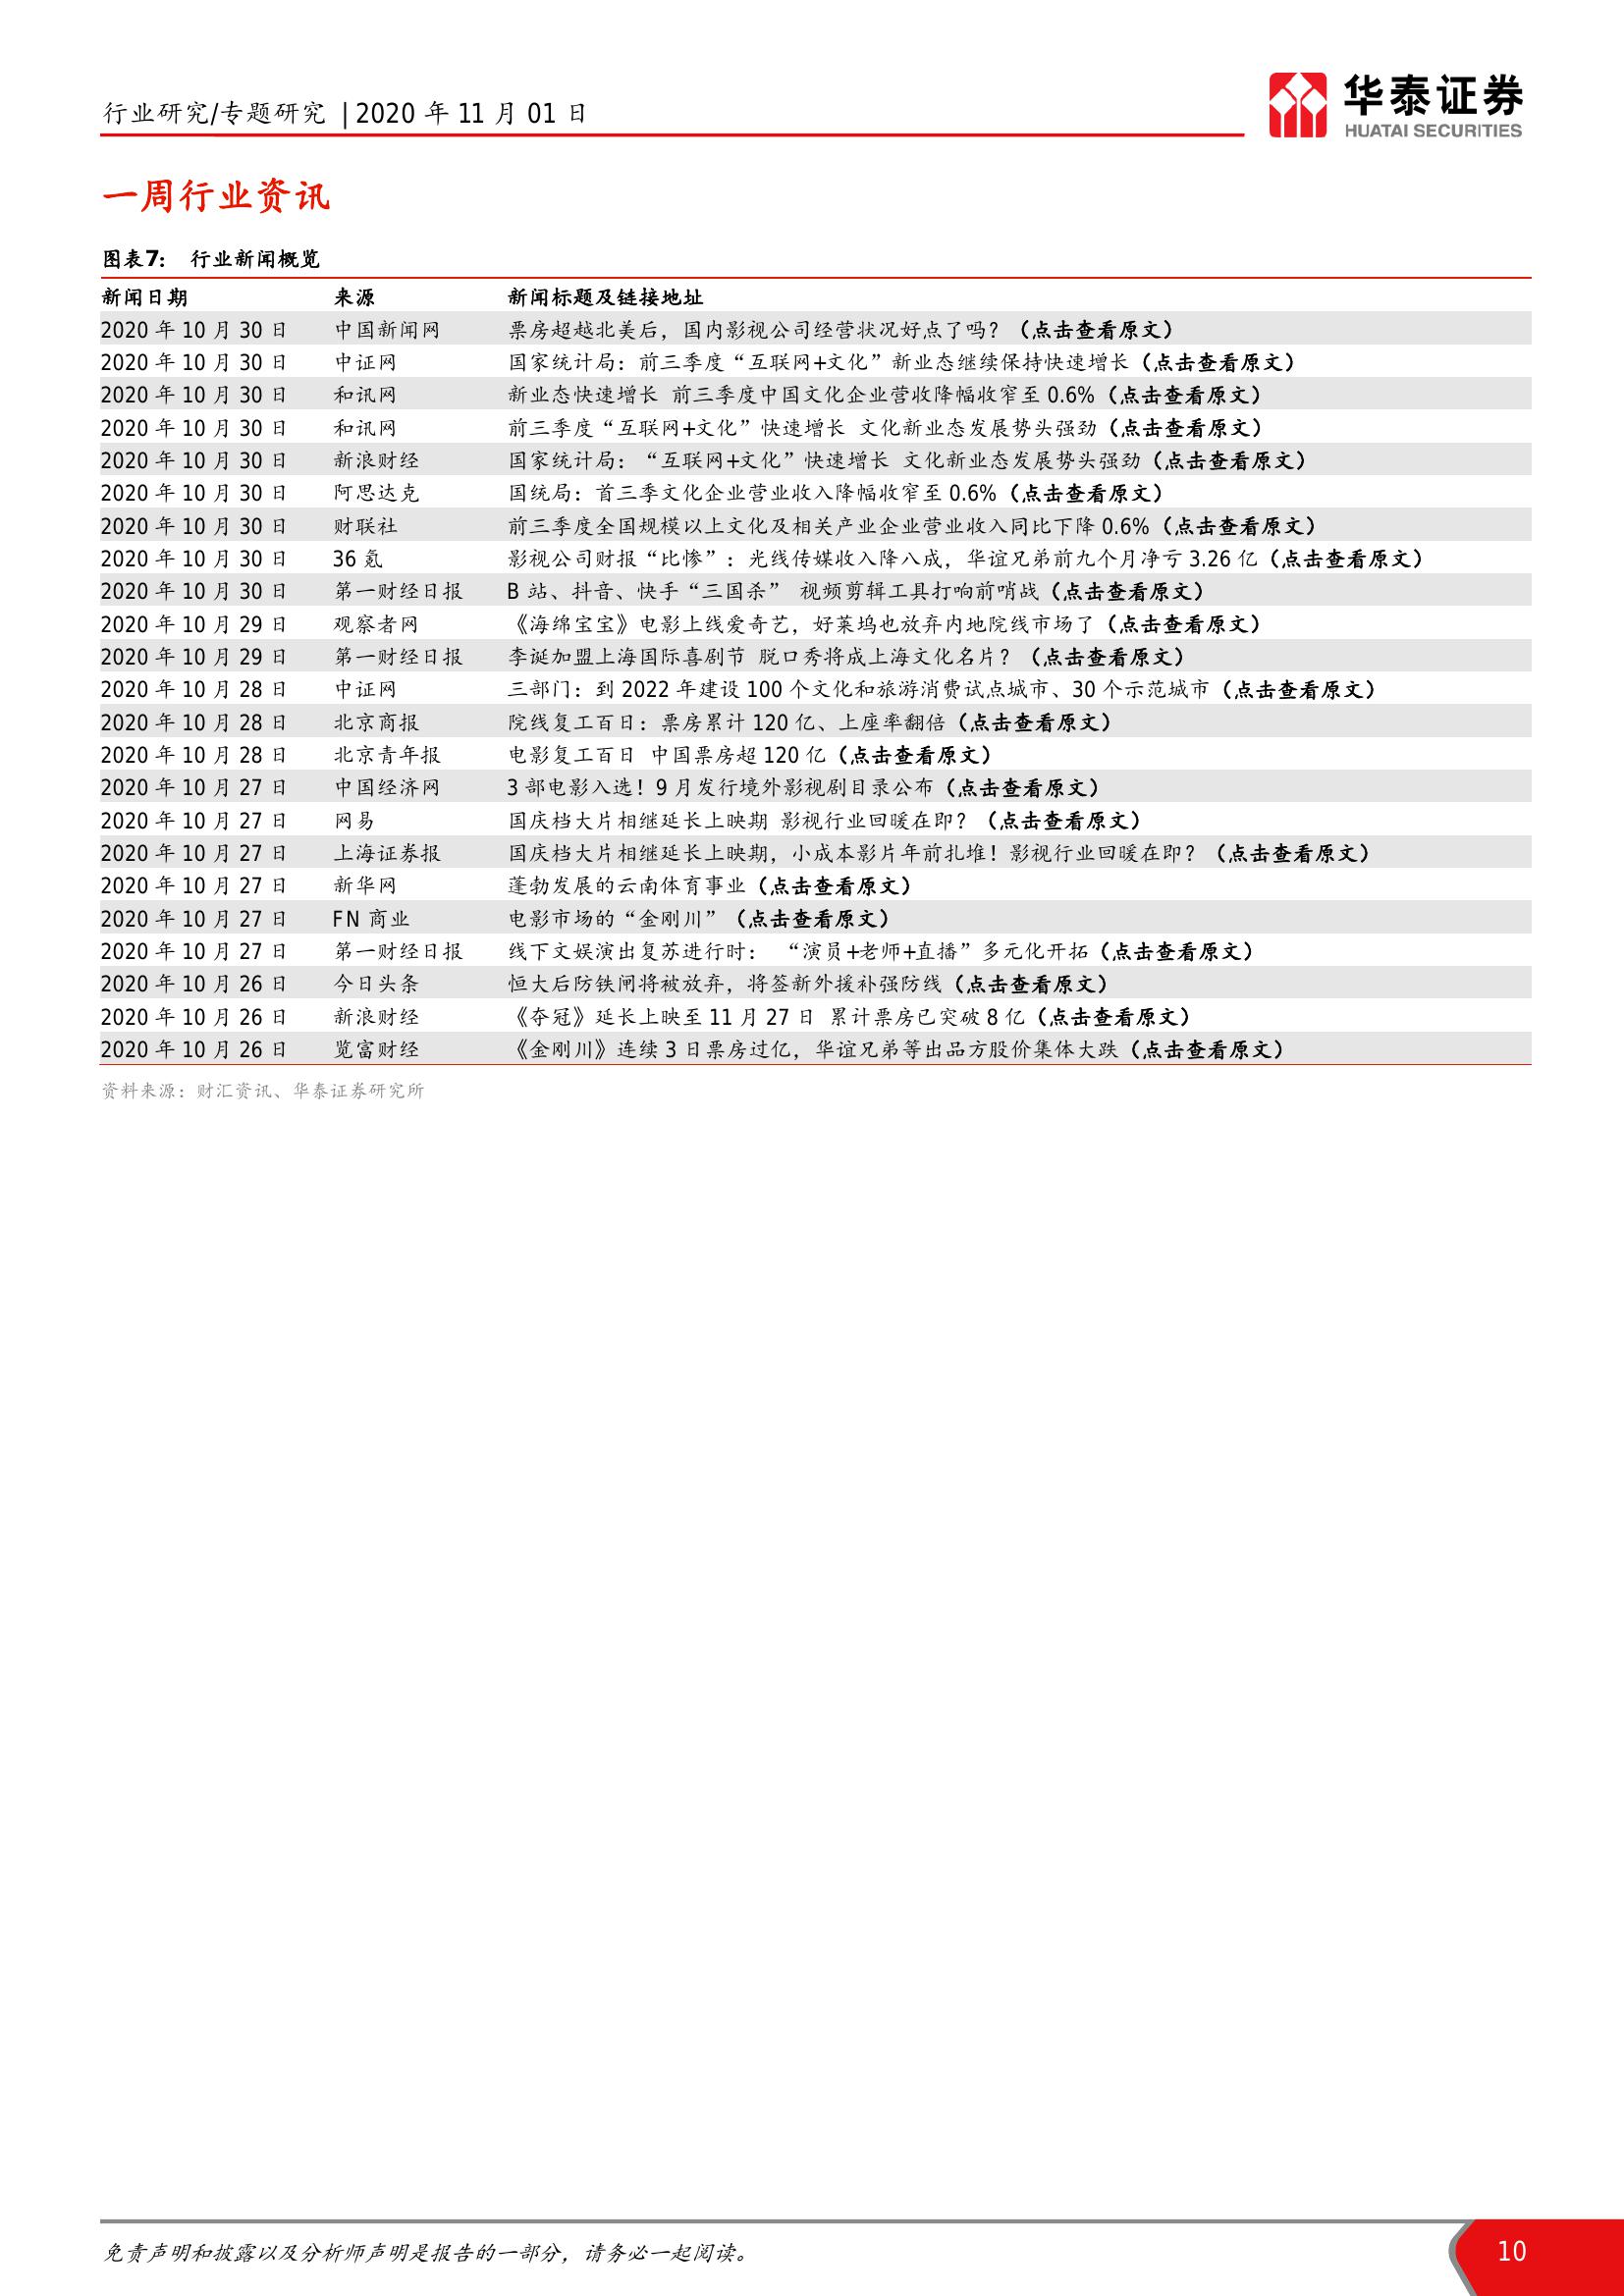 行业研究/专题研究 | 2020 年 11 月 01 日
华泰证券
HUATAI SECURITIES
一周行业资讯
图表7： 行业新闻概览
新闻日期 来源 新闻标题及链接地址
2020 年 10 月 30 日 中国新闻网 票房超越北美后，国内影视公司经营状况好点了吗？（点击查看原文）
2020 年 10 月 30 日 中证网 国家统计局：前三季度“互联网+文化”新业态继续保持快速增长（点击查看原文）
2020 年 10 月 30 日 和讯网 新业态快速增长 前三季度中国文化企业营收降幅收窄至 0.6%（点击查看原文）
2020 年 10 月 30 日 和讯网 前三季度“互联网+文化”快速增长 文化新业态发展势头强劲（点击查看原文）
2020 年 10 月 30 日 新浪财经 国家统计局：“互联网+文化”快速增长 文化新业态发展势头强劲（点击查看原文）
2020 年 10 月 30 日 阿思达克 国统局：首三季文化企业营业收入降幅收窄至 0.6%（点击查看原文）
2020 年 10 月 30 日 财联社 前三季度全国规模以上文化及相关产业企业营业收入同比下降 0.6%（点击查看原文）
2020 年 10 月 30 日 36 氪 影视公司财报“比惨”：光线传媒收入降八成，华谊兄弟前九个月净亏 3.26 亿（点击查看原文）
2020 年 10 月 30 日 第一财经日报 B 站、抖音、快手“三国杀” 视频剪辑工具打响前哨战（点击查看原文）
2020 年 10 月 29 日 观察者网 《海绵宝宝》电影上线爱奇艺，好莱坞也放弃内地院线市场了（点击查看原文）
2020 年 10 月 29 日 第一财经日报 李诞加盟上海国际喜剧节 脱口秀将成上海文化名片？（点击查看原文）
2020 年 10 月 28 日 中证网 三部门：到 2022 年建设 100 个文化和旅游消费试点城市、30 个示范城市（点击查看原文）
2020 年 10 月 28 日 北京商报 院线复工百日：票房累计 120 亿、上座率翻倍（点击查看原文）
2020 年 10 月 28 日 北京青年报 电影复工百日 中国票房超 120 亿（点击查看原文）
2020 年 10 月 27 日 中国经济网 3 部电影入选！9 月发行境外影视剧目录公布（点击查看原文）
2020 年 10 月 27 日 网易 国庆档大片相继延长上映期 影视行业回暖在即？（点击查看原文）
2020 年 10 月 27 日 上海证券报 国庆档大片相继延长上映期，小成本影片年前扎堆！影视行业回暖在即？（点击查看原文）
2020 年 10 月 27 日 新华网 蓬勃发展的云南体育事业（点击查看原文）
2020 年 10 月 27 日 FN 商业 电影市场的“金刚川”（点击查看原文）
2020 年 10 月 27 日 第一财经日报 线下文娱演出复苏进行时： “演员+老师+直播”多元化开拓（点击查看原文）
2020 年 10 月 26 日 今日头条 恒大后防铁闸将被放弃，将签新外援补强防线（点击查看原文）
2020 年 10 月 26 日 新浪财经 《夺冠》延长上映至 11 月 27 日 累计票房已突破 8 亿（点击查看原文）
2020 年 10 月 26 日 览富财经 《金刚川》连续 3 日票房过亿，华谊兄弟等出品方股价集体大跌（点击查看原文）
资料来源：财汇资讯、华泰证券研究所
免责声明和披露以及分析师声明是报告的一部分，请务必一起阅读。
10